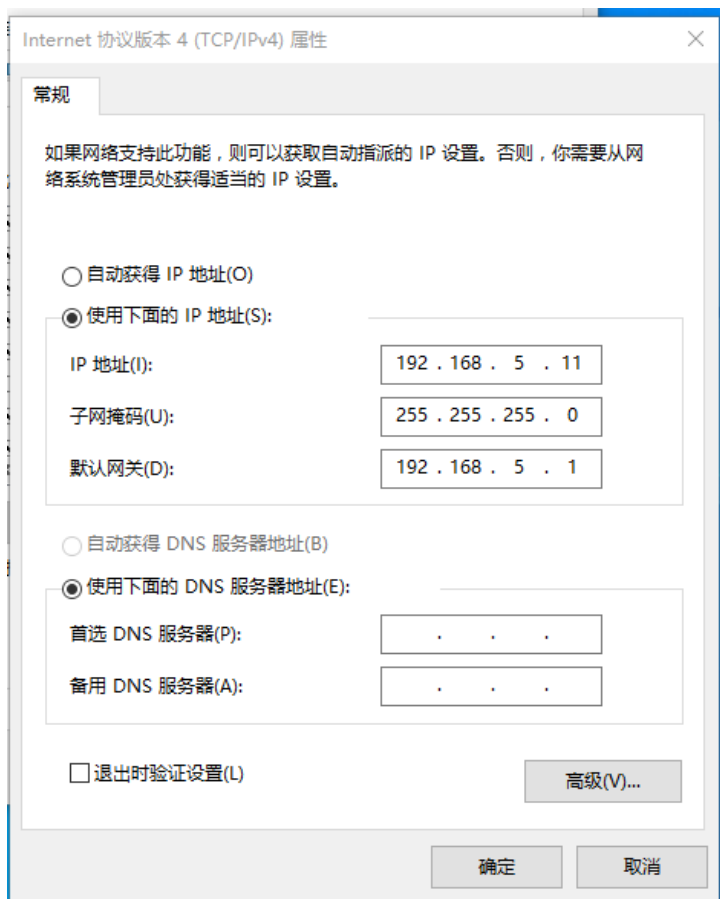 Internet 协议版本 4 (TCP/IPv4) 属性
常规
如果网络支持此功能，则可以获取自动指派的 IP 设置。否则，你需要从网
络系统管理员处获得适当的 IP 设置。
自动获得 IP 地址(O)
使用下面的 IP 地址(S):
IP 地址(I): 192 . 168 . 5 . 11
子网掩码(U): 255 . 255 . 255 . 0
默认网关(D): 192 . 168 . 5 . 1
自动获得 DNS 服务器地址(B)
使用下面的 DNS 服务器地址(E):
首选 DNS 服务器(P): . . .
备用 DNS 服务器(A): . . .
退出时验证设置(L)
高级(V)...
确定 取消